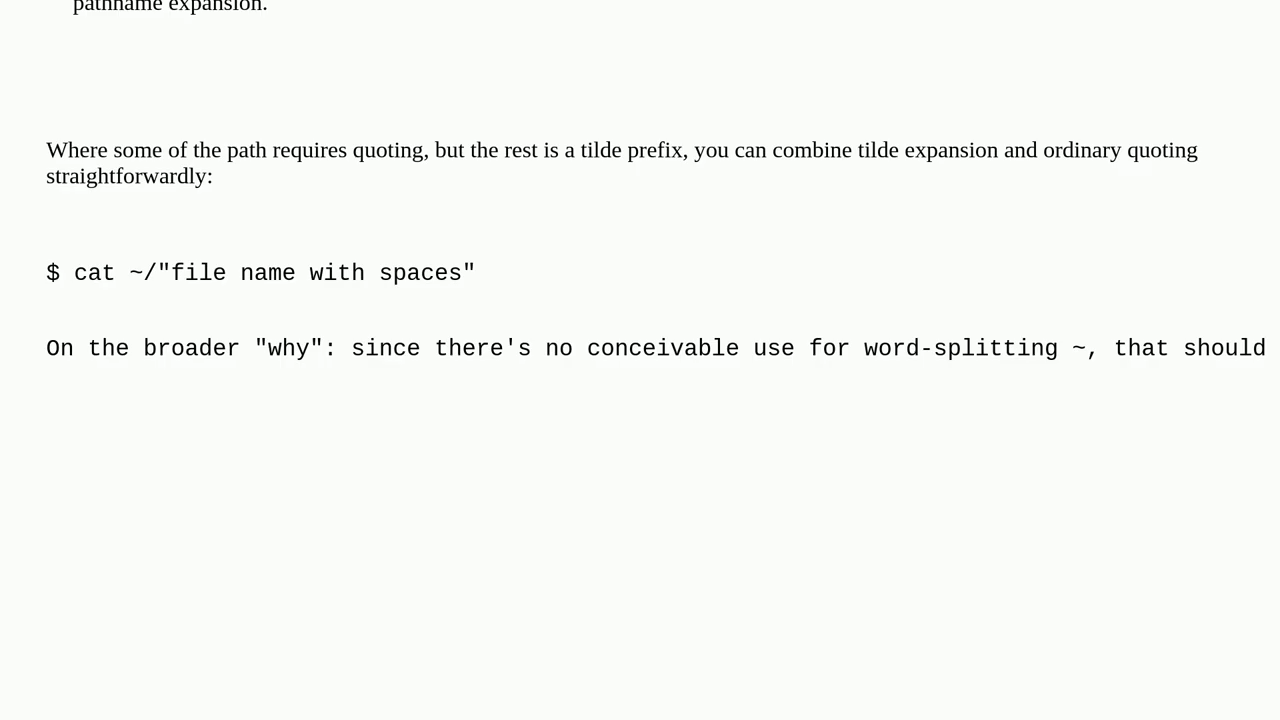 pathname expansion.
Where some of the path requires quoting, but the rest is a tilde prefix, you can combine tilde expansion and ordinary quoting
straightforwardly:
$ cat ~/"file name with spaces"
On the broader "why": since there's no conceivable use for word-splitting ~, that should